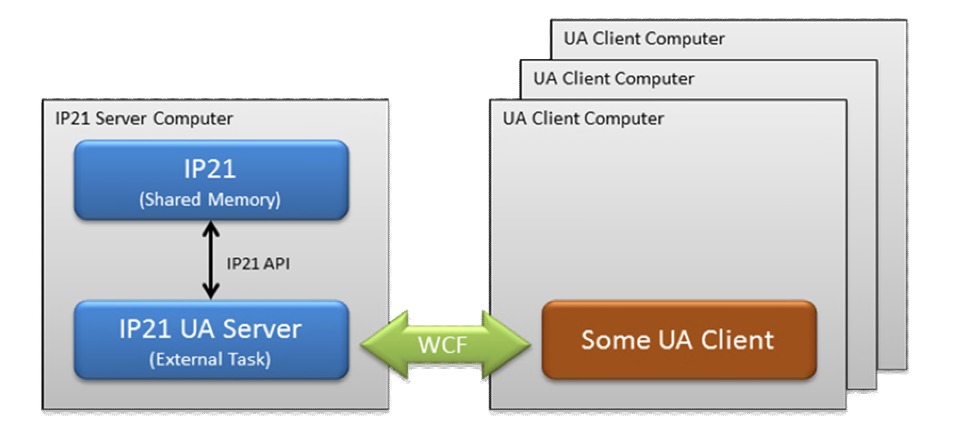 UA Client Computer
UA Client Computer
IP21 Server Computer
UA Client Computer
IP21
(Shared Memory)
IP21 API
IP21 UA Server
(External Task)
WCF
Some UA Client